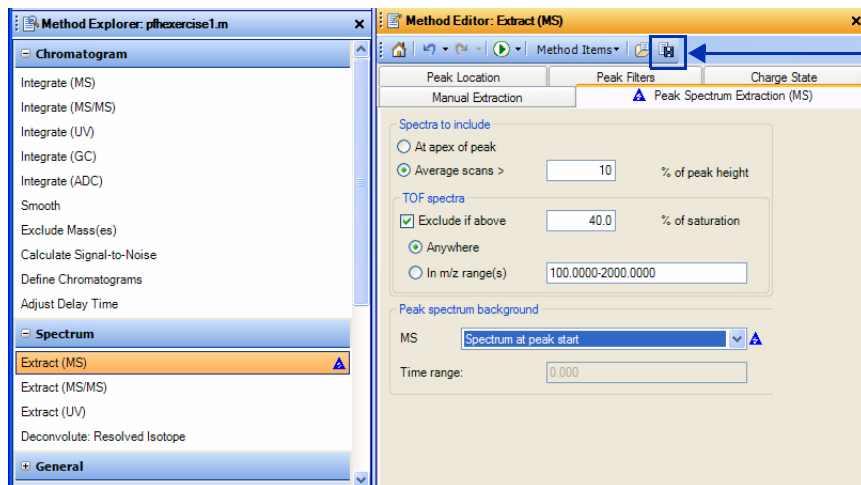 Method Explorer: pfhexercise1.m
Chromatogram
Integrate (MS)
Integrate (MS/MS)
Integrate (UV)
Integrate (GC)
Integrate (ADC)
Smooth
Exclude Mass(es)
Calculate Signal-to-Noise
Define Chromatograms
Adjust Delay Time
Spectrum
Extract (MS)
Extract (MS/MS)
Extract (UV)
Deconvolute: Resolved Isotope
General
Method Editor: Extract (MS)
Method Items
Peak Location Peak Filters Charge State
Manual Extraction Peak Spectrum Extraction (MS)
Spectra to include
At apex of peak
Average scans > 10 % of peak height
TOF spectra
Exclude if above 40.0 % of saturation
Anywhere
In m/z range(s) 100.0000-2000.0000
Peak spectrum background
MS Spectrum at peak start
Time range: 0.000